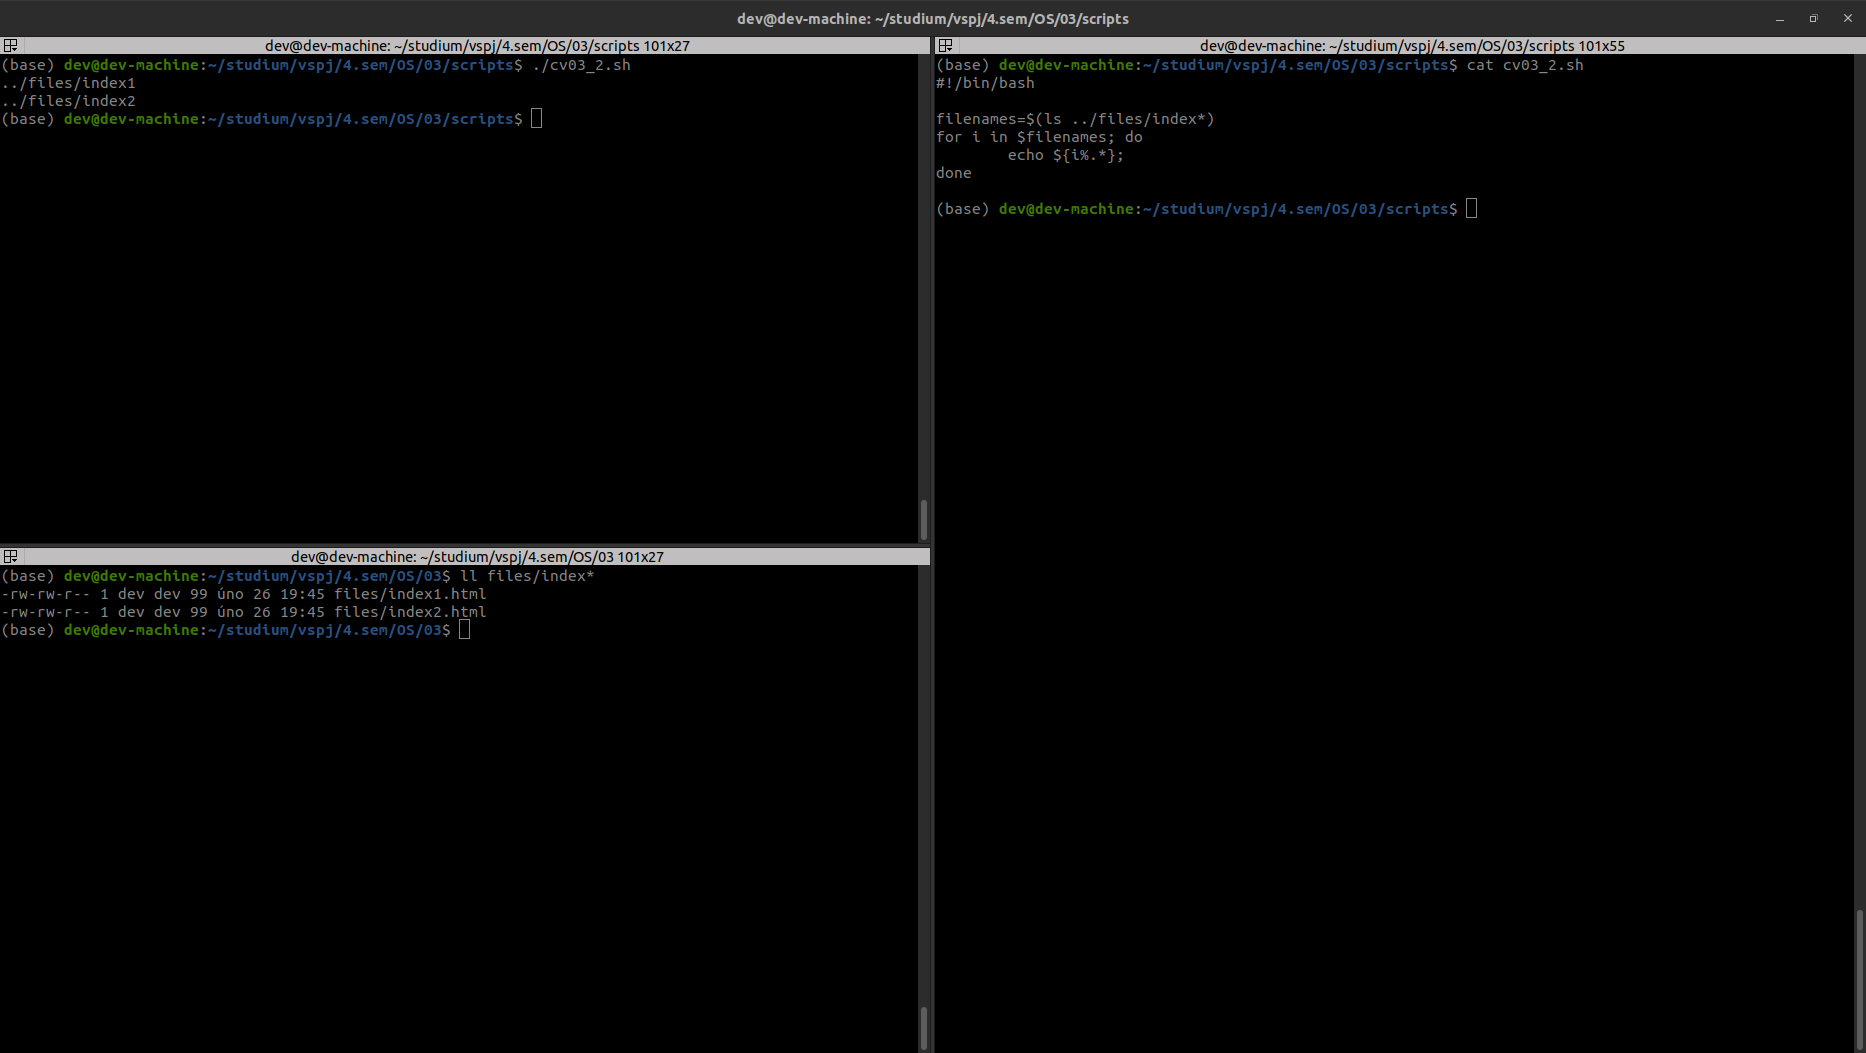 dev@dev-machine: ~/studium/vspj/4.sem/OS/03/scripts
dev@dev-machine: ~/studium/vspj/4.sem/OS/03/scripts 101x27
(base) dev@dev-machine:~/studium/vspj/4.sem/OS/03/scripts$ ./cv03_2.sh
../files/index1
../files/index2
(base) dev@dev-machine:~/studium/vspj/4.sem/OS/03/scripts$
dev@dev-machine: ~/studium/vspj/4.sem/OS/03 101x27
(base) dev@dev-machine:~/studium/vspj/4.sem/OS/03$ ll files/index*
-rw-rw-r-- 1 dev dev 99 úno 26 19:45 files/index1.html
-rw-rw-r-- 1 dev dev 99 úno 26 19:45 files/index2.html
(base) dev@dev-machine:~/studium/vspj/4.sem/OS/03$
dev@dev-machine: ~/studium/vspj/4.sem/OS/03/scripts 101x55
(base) dev@dev-machine:~/studium/vspj/4.sem/OS/03/scripts$ cat cv03_2.sh
#!/bin/bash
filenames=$(ls ../files/index*)
for i in $filenames; do
        echo ${i%.*};
done
(base) dev@dev-machine:~/studium/vspj/4.sem/OS/03/scripts$